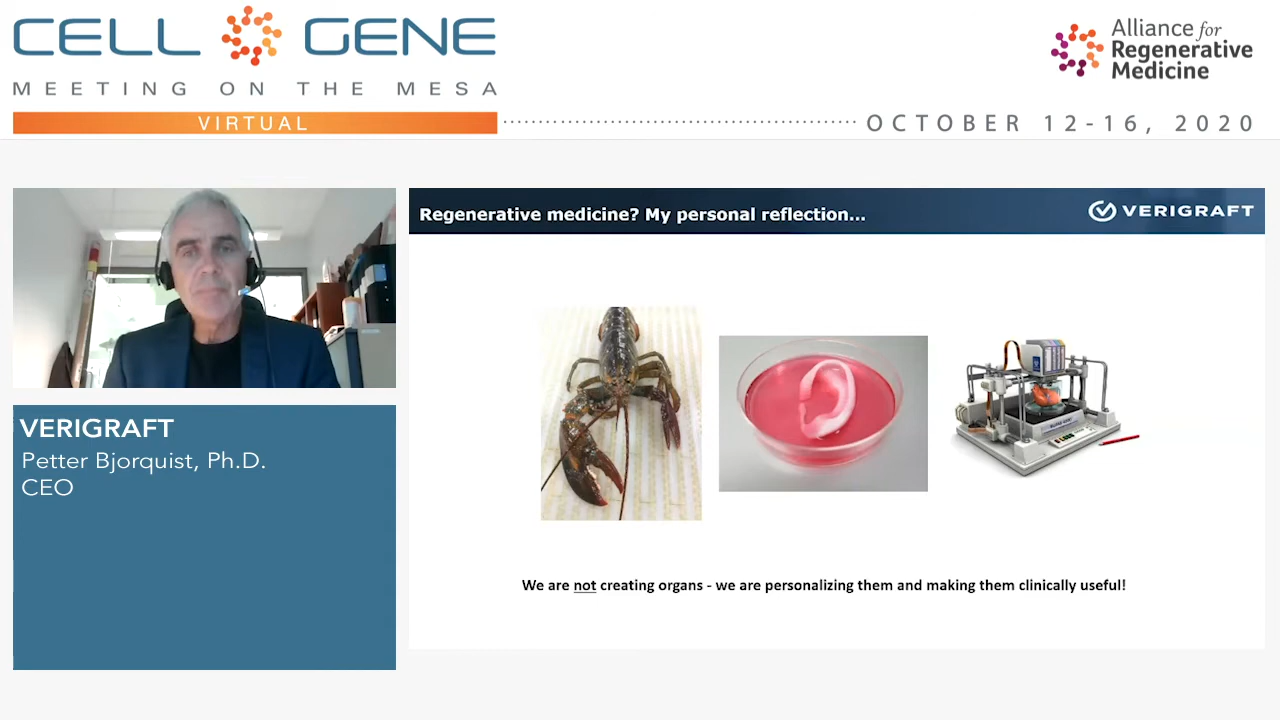 CELL GENE
MEETING ON THE MESA
VIRTUAL
Alliance for
Regenerative
Medicine
OCTOBER 12-16, 2020
Regenerative medicine? My personal reflection...
VERIGRAFT
VERIGRAFT
Petter Bjorquist, Ph.D.
CEO
We are not creating organs - we are personalizing them and making them clinically useful!